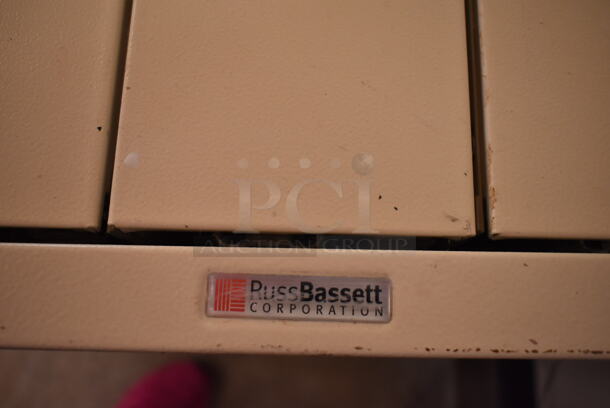 PCI
AUCTION GROUP
RussBassett
CORPORATION